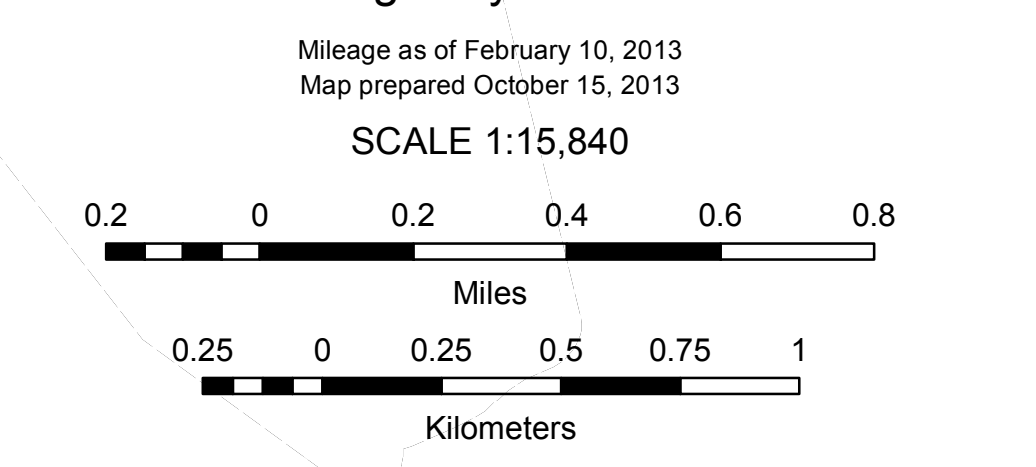 Mileage as of February 10, 2013
Map prepared October 15, 2013
SCALE 1:15,840
0.2 0 0.2 0.4 0.6 0.8
Miles
0.25 0 0.25 0.5 0.75 1
Kilometers